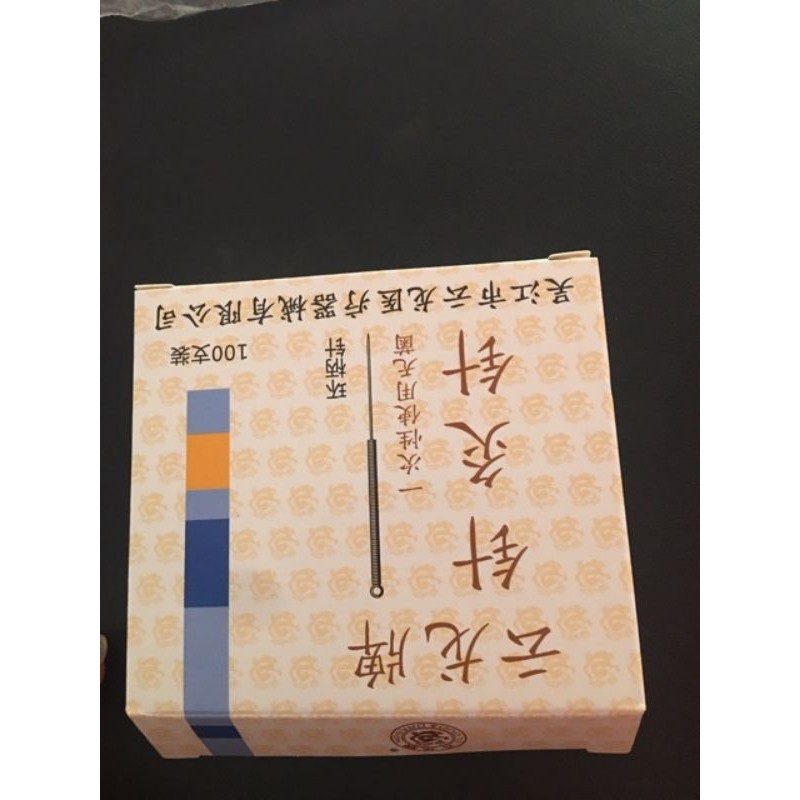 云龙牌
针灸针
一次性使用无菌
环柄针
100支装
吴江市云龙医疗器械有限公司